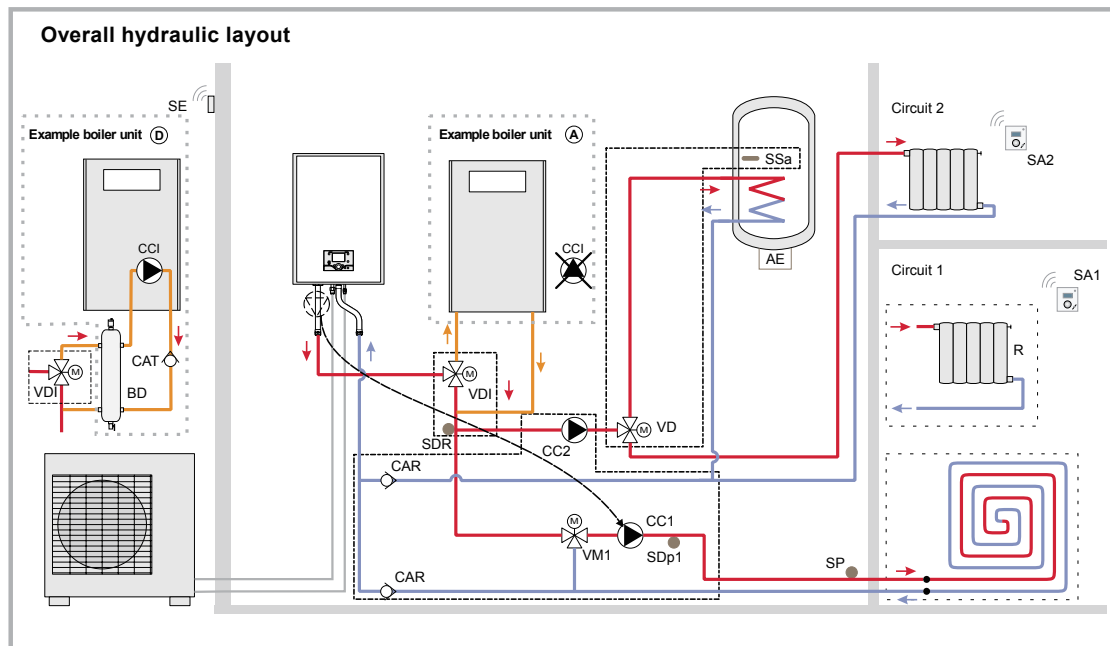 Overall hydraulic layout
SE
Example boiler unit D
CCI
CAT
VDI
M
BD
Example boiler unit A
CCI
VDI
M
SDR
CC2
M
VD
SSa
AE
CAR
CAR
M
VM1
CC1
SDp1
SP
Circuit 2
SA2
Circuit 1
SA1
R